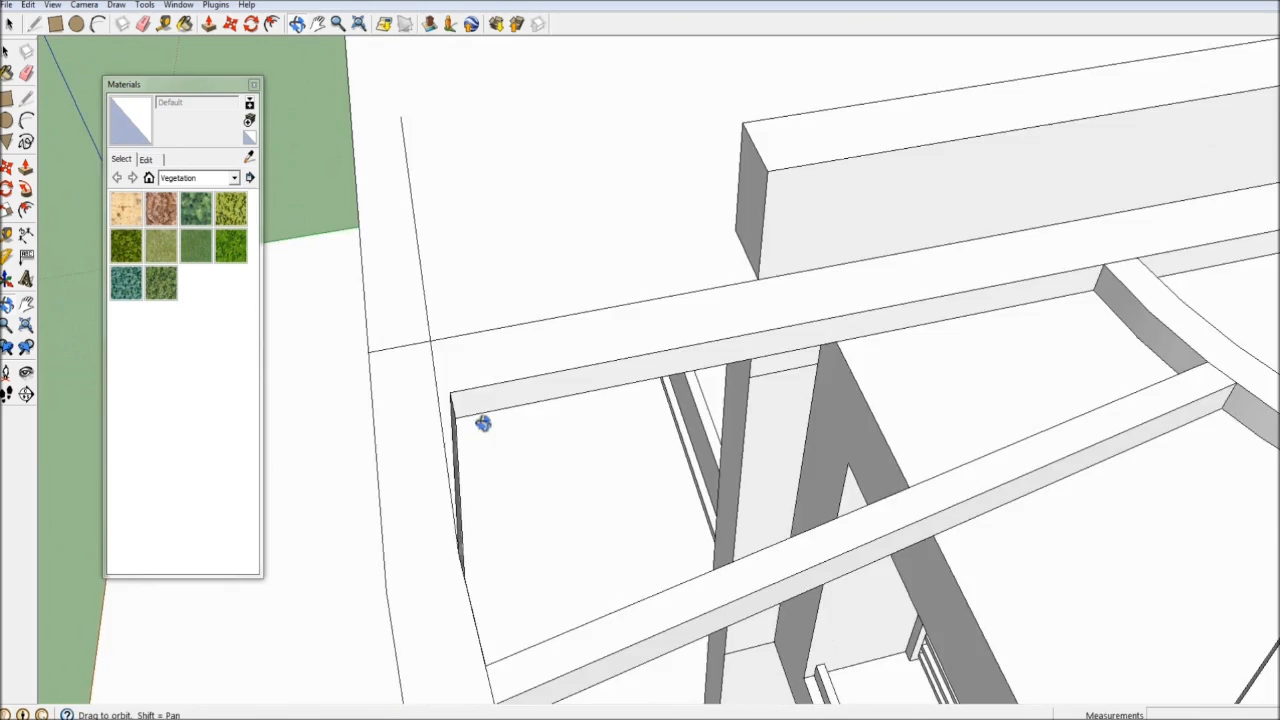 File Edit View Camera Draw Tools Window Plugins Help
Materials
Default
Select Edit
Vegetation
Drag to orbit. Shift = Pan
Measurements